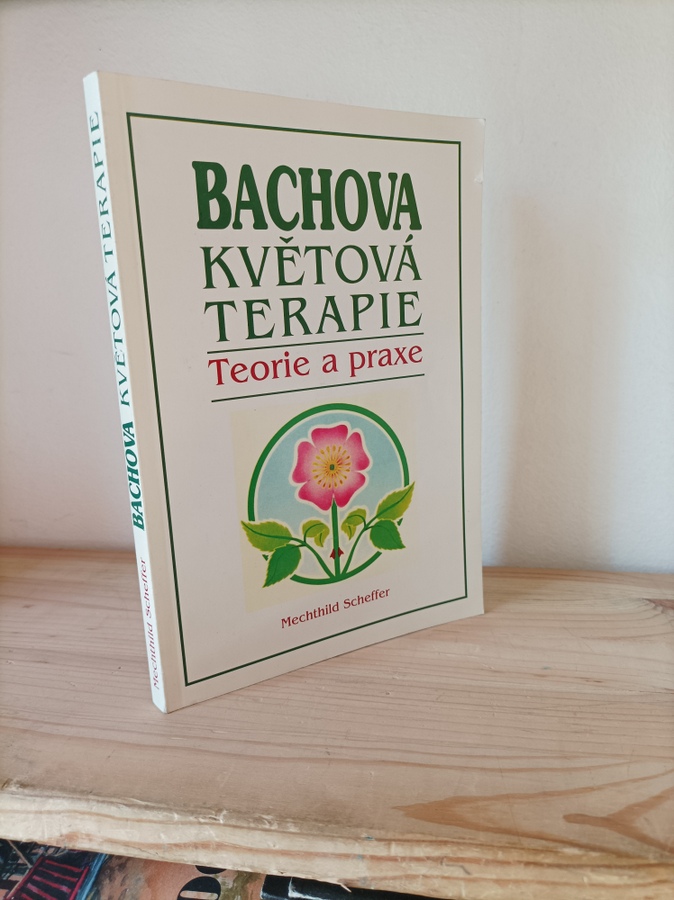 BACHOVA
KVĚTOVÁ
TERAPIE
Teorie a praxe
Mechthild Scheffer
Mechthild Scheffer BACHOVA KVĚTOVÁ TERAPIE